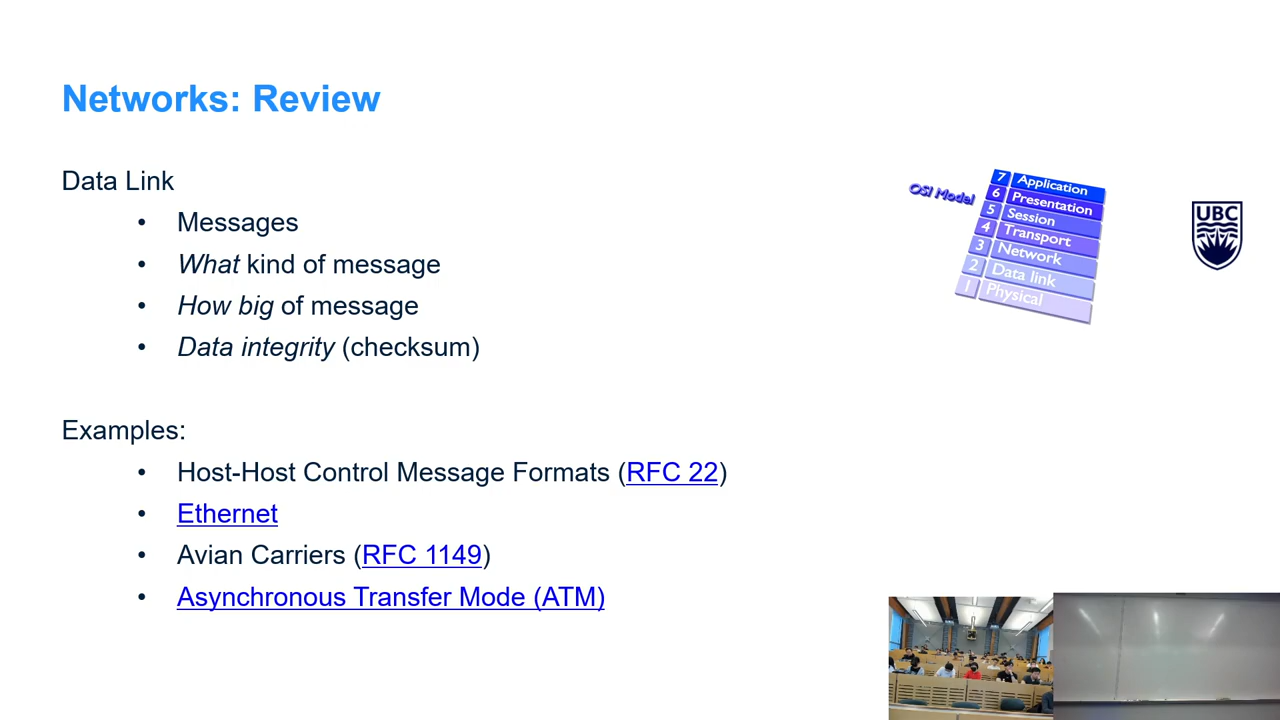 Networks: Review
Data Link
• Messages
• What kind of message
• How big of message
• Data integrity (checksum)
Examples:
• Host-Host Control Message Formats (RFC 22)
• Ethernet
• Avian Carriers (RFC 1149)
• Asynchronous Transfer Mode (ATM)
OSI Model
7 Application
6 Presentation
5 Session
4 Transport
3 Network
2 Data link
1 Physical
UBC